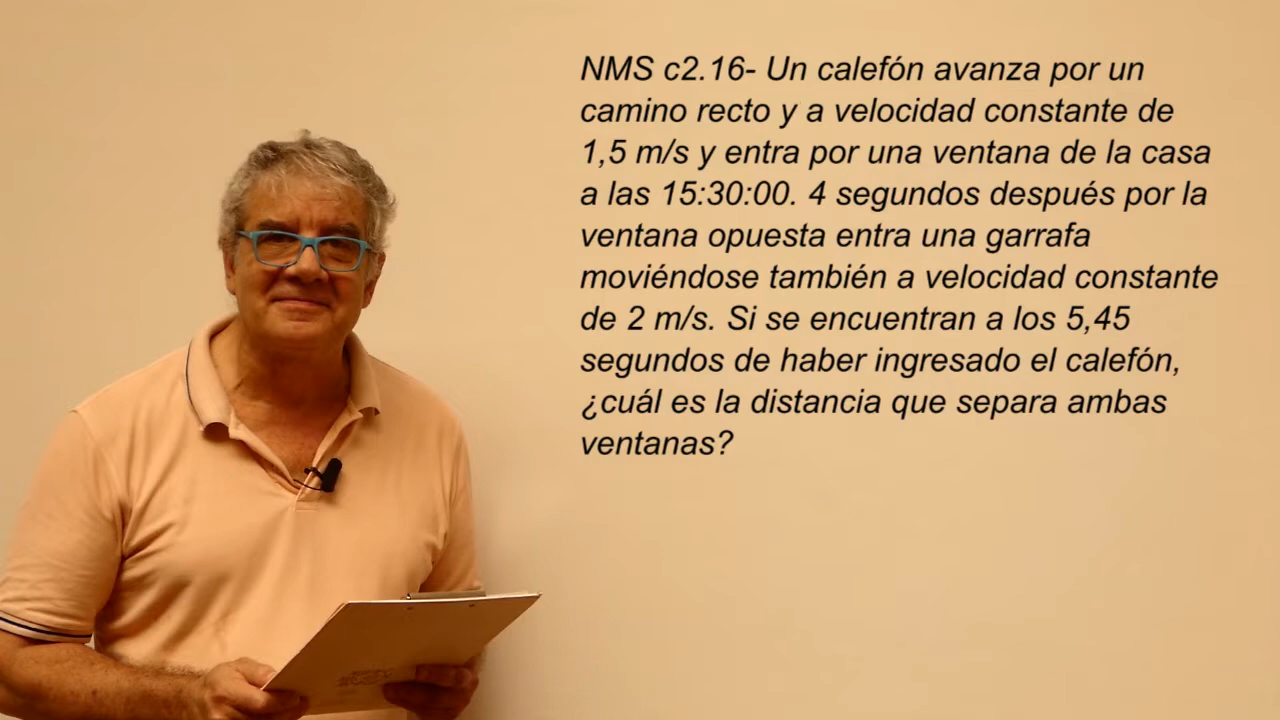 NMS c2.16- Un calefón avanza por un
camino recto y a velocidad constante de
1,5 m/s y entra por una ventana de la casa
a las 15:30:00. 4 segundos después por la
ventana opuesta entra una garrafa
moviéndose también a velocidad constante
de 2 m/s. Si se encuentran a los 5,45
segundos de haber ingresado el calefón,
¿cuál es la distancia que separa ambas
ventanas?